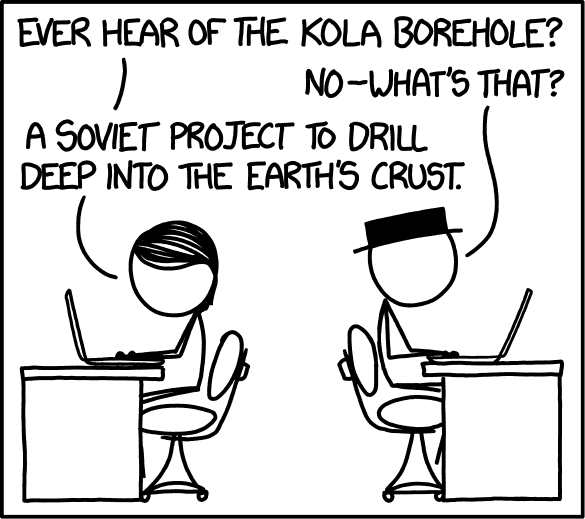 EVER HEAR OF THE KOLA BOREHOLE?
NO-WHAT'S THAT?
A SOVIET PROJECT TO DRILL
DEEP INTO THE EARTH'S CRUST.